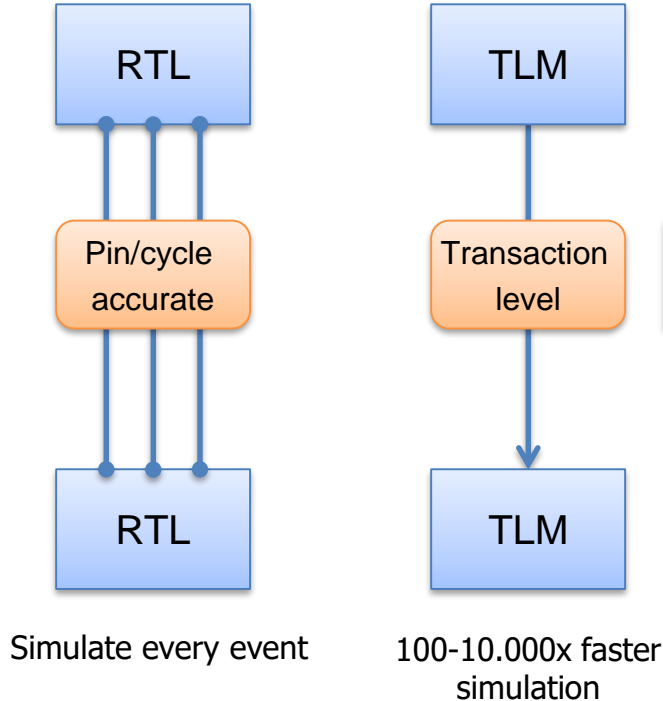 RTL
Pin/cycle
accurate
RTL
Simulate every event
TLM
Transaction
level
TLM
100-10.000x faster
simulation